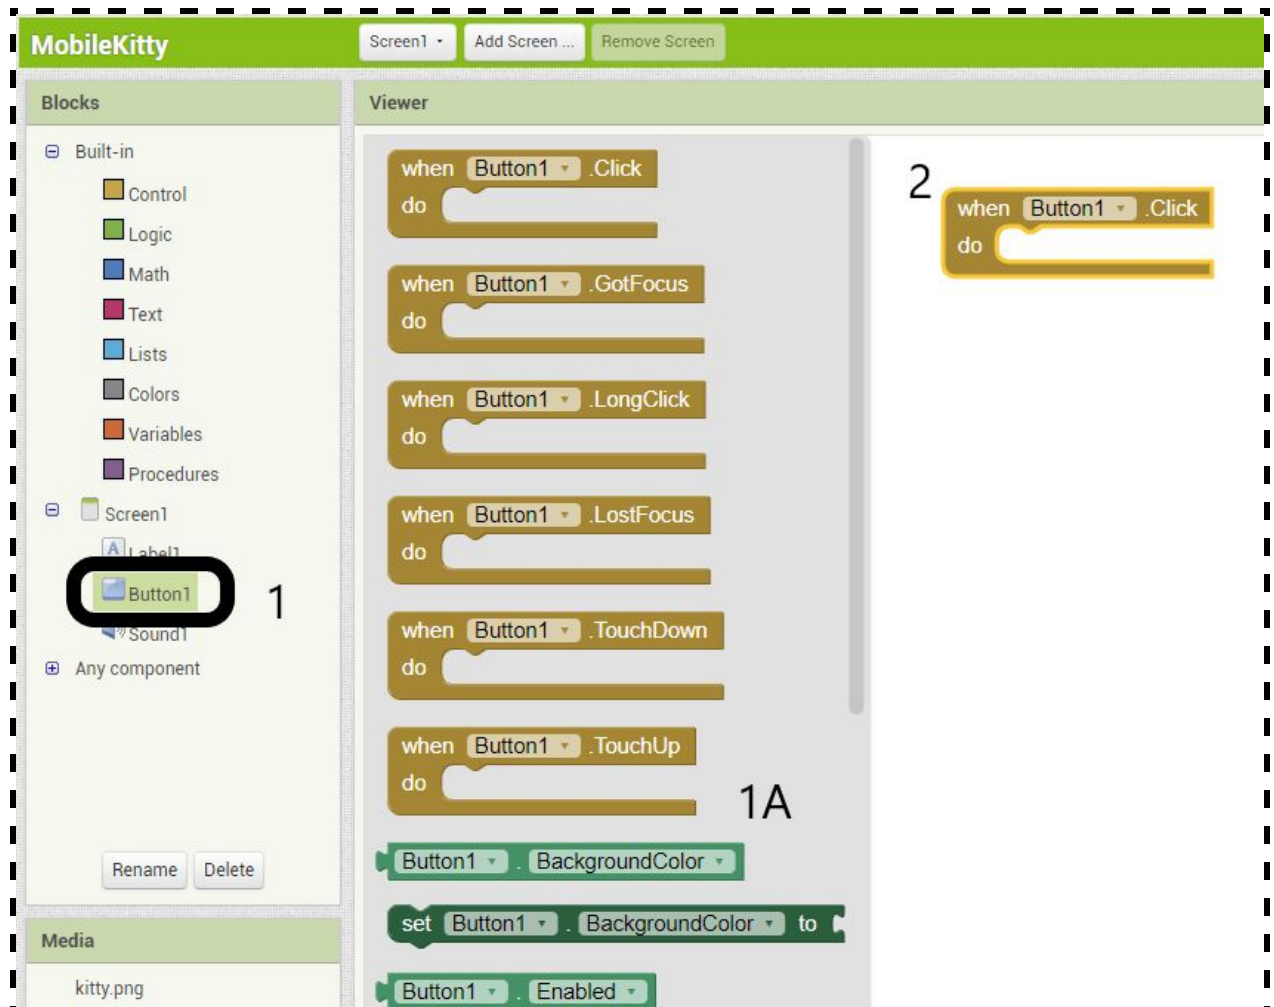 MobileKitty
Screen1
Add Screen ...
Remove Screen
Blocks
Built-in
Control
Logic
Math
Text
Lists
Colors
Variables
Procedures
Screen1
A Label1
Button1
1
Sound1
Any component
Rename
Delete
Media
kitty.png
Viewer
when Button1 .Click
do
when Button1 .GotFocus
do
when Button1 .LongClick
do
when Button1 .LostFocus
do
when Button1 .TouchDown
do
when Button1 .TouchUp
do
1A
Button1 . BackgroundColor
set Button1 . BackgroundColor to
Button1 . Enabled
2
when Button1 .Click
do